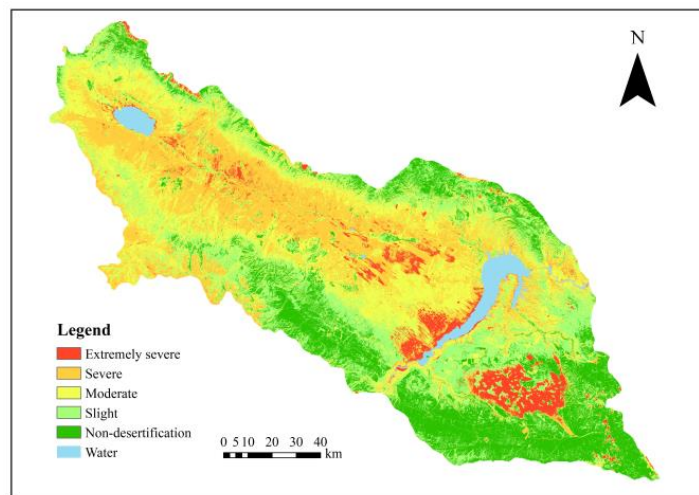 N
Legend
Extremely severe
Severe
Moderate
Slight
Non-desertification
Water
0 5 10 20 30 40
km